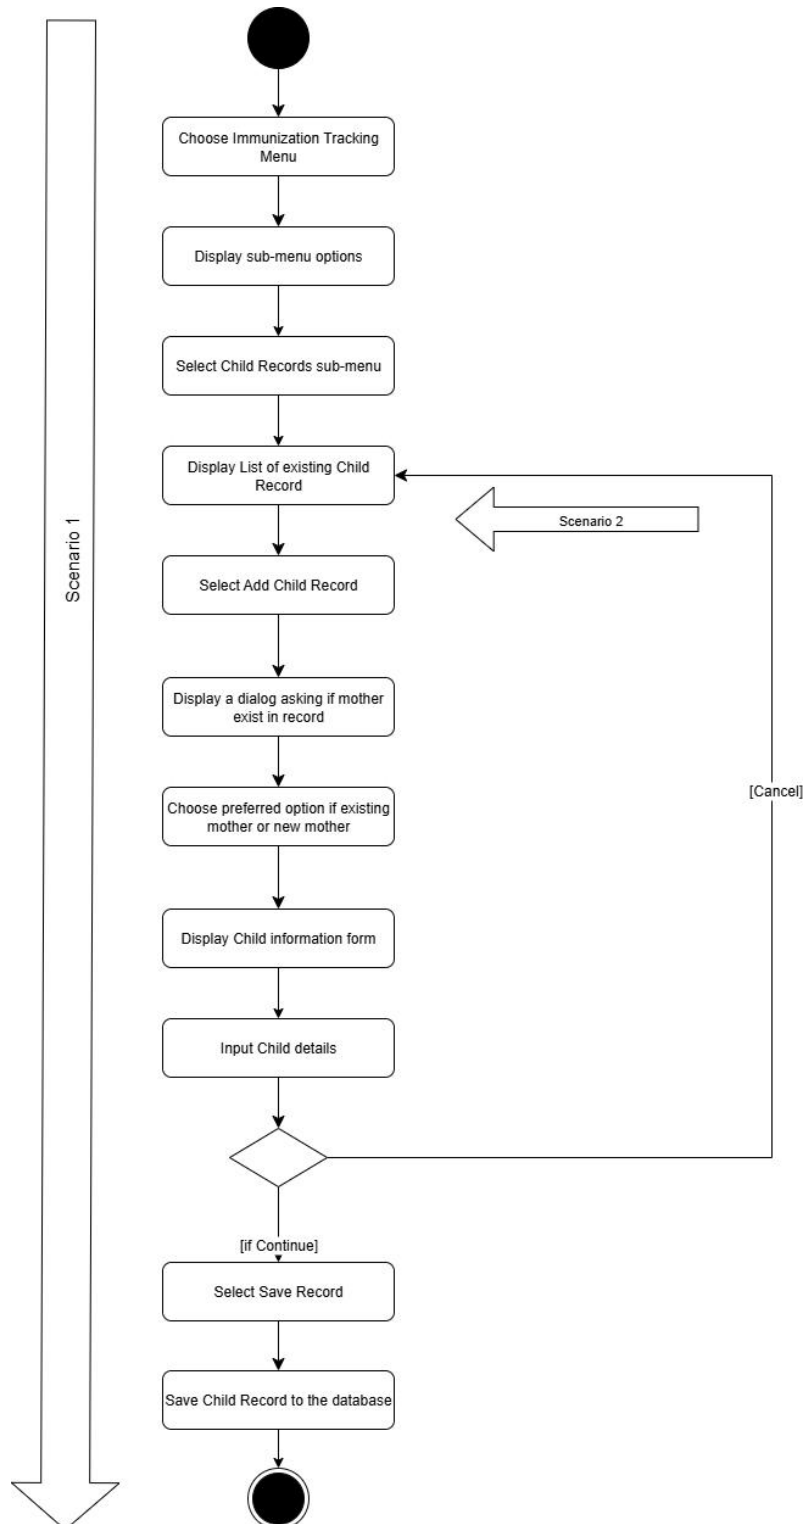 Choose Immunization Tracking
Menu
Display sub-menu options
Select Child Records sub-menu
Display List of existing Child
Record
Scenario 2
Scenario 1
Select Add Child Record
Display a dialog asking if mother
exist in record
[Cancel]
Choose preferred option if existing
mother or new mother
Display Child information form
Input Child details
[if Continue]
Select Save Record
Save Child Record to the database